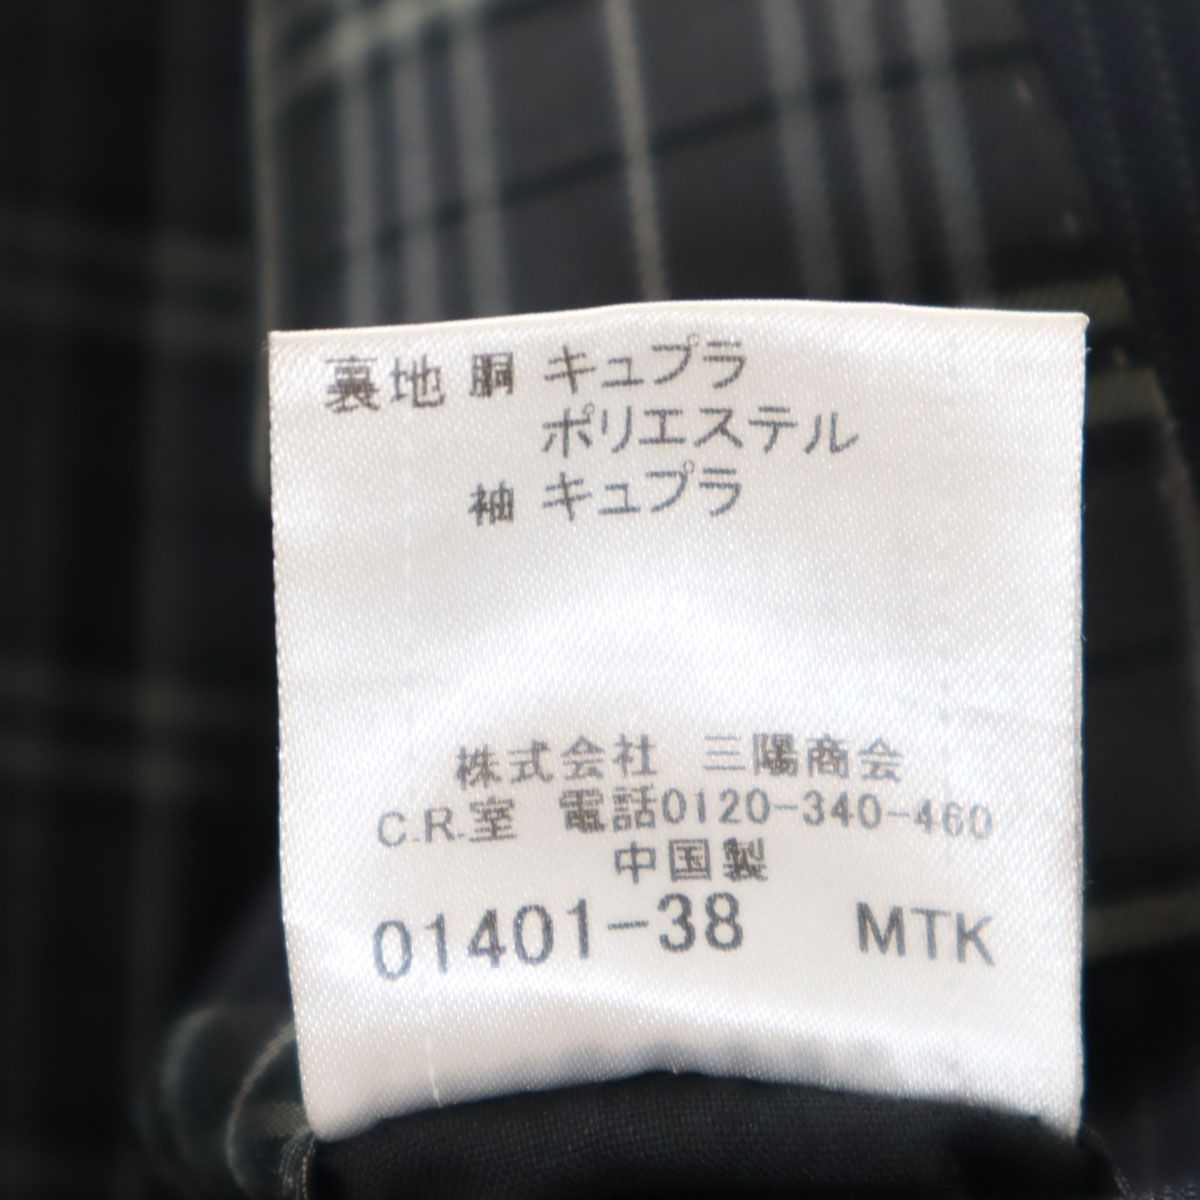 裏地 胴 キュプラ
ポリエステル
袖 キュプラ
株式会社 三陽商会
C.R.室 電話0120-340-460
中国製
01401-38 MTK